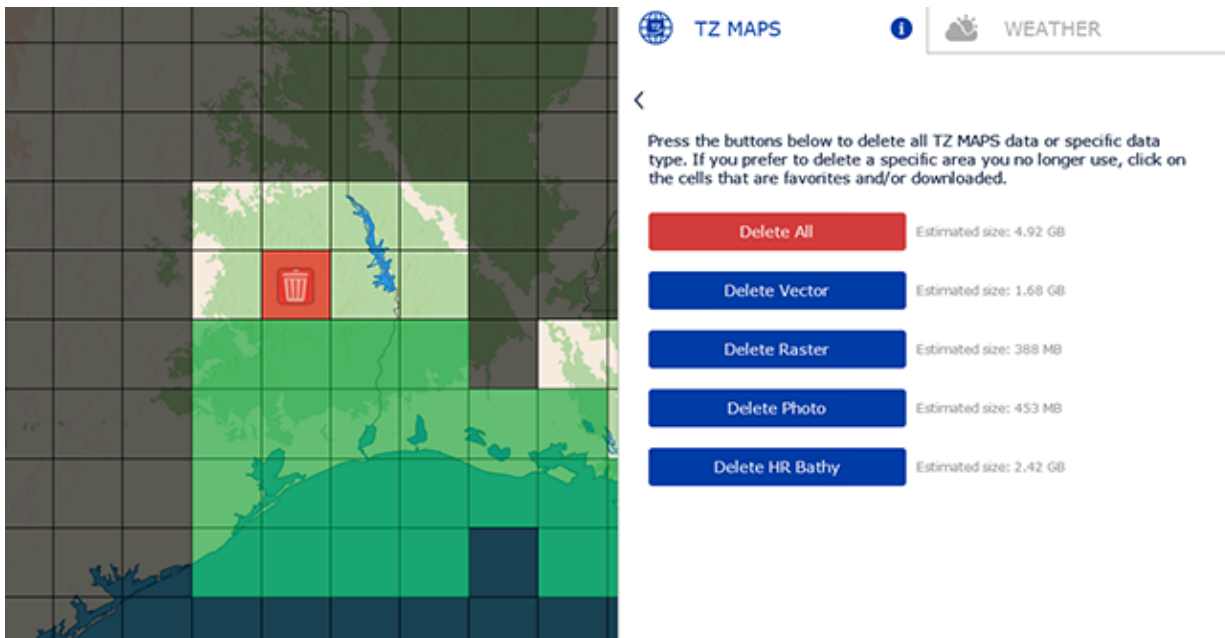 TZ MAPS
WEATHER
Press the buttons below to delete all TZ MAPS data or specific data
type. If you prefer to delete a specific area you no longer use, click on
the cells that are favorites and/or downloaded.
Delete All Estimated size: 4.92 GB
Delete Vector Estimated size: 1.68 GB
Delete Raster Estimated size: 388 MB
Delete Photo Estimated size: 453 MB
Delete HR Bathy Estimated size: 2.42 GB